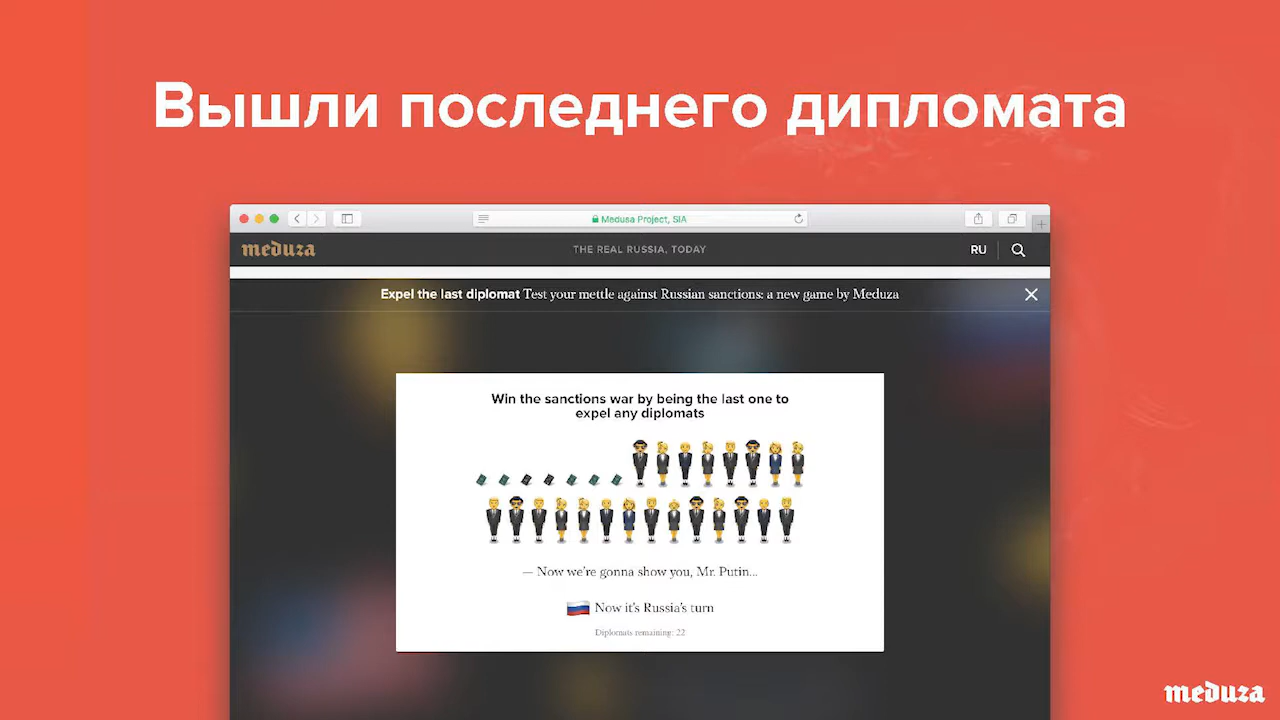 Вышли последнего дипломата
Medusa Project, SIA
meduza
THE REAL RUSSIA, TODAY
RU
Expel the last diplomat Test your mettle against Russian sanctions: a new game by Meduza
Win the sanctions war by being the last one to
expel any diplomats
— Now we’re gonna show you, Mr. Putin...
Now it’s Russia’s turn
Diplomats remaining: 22
meduza